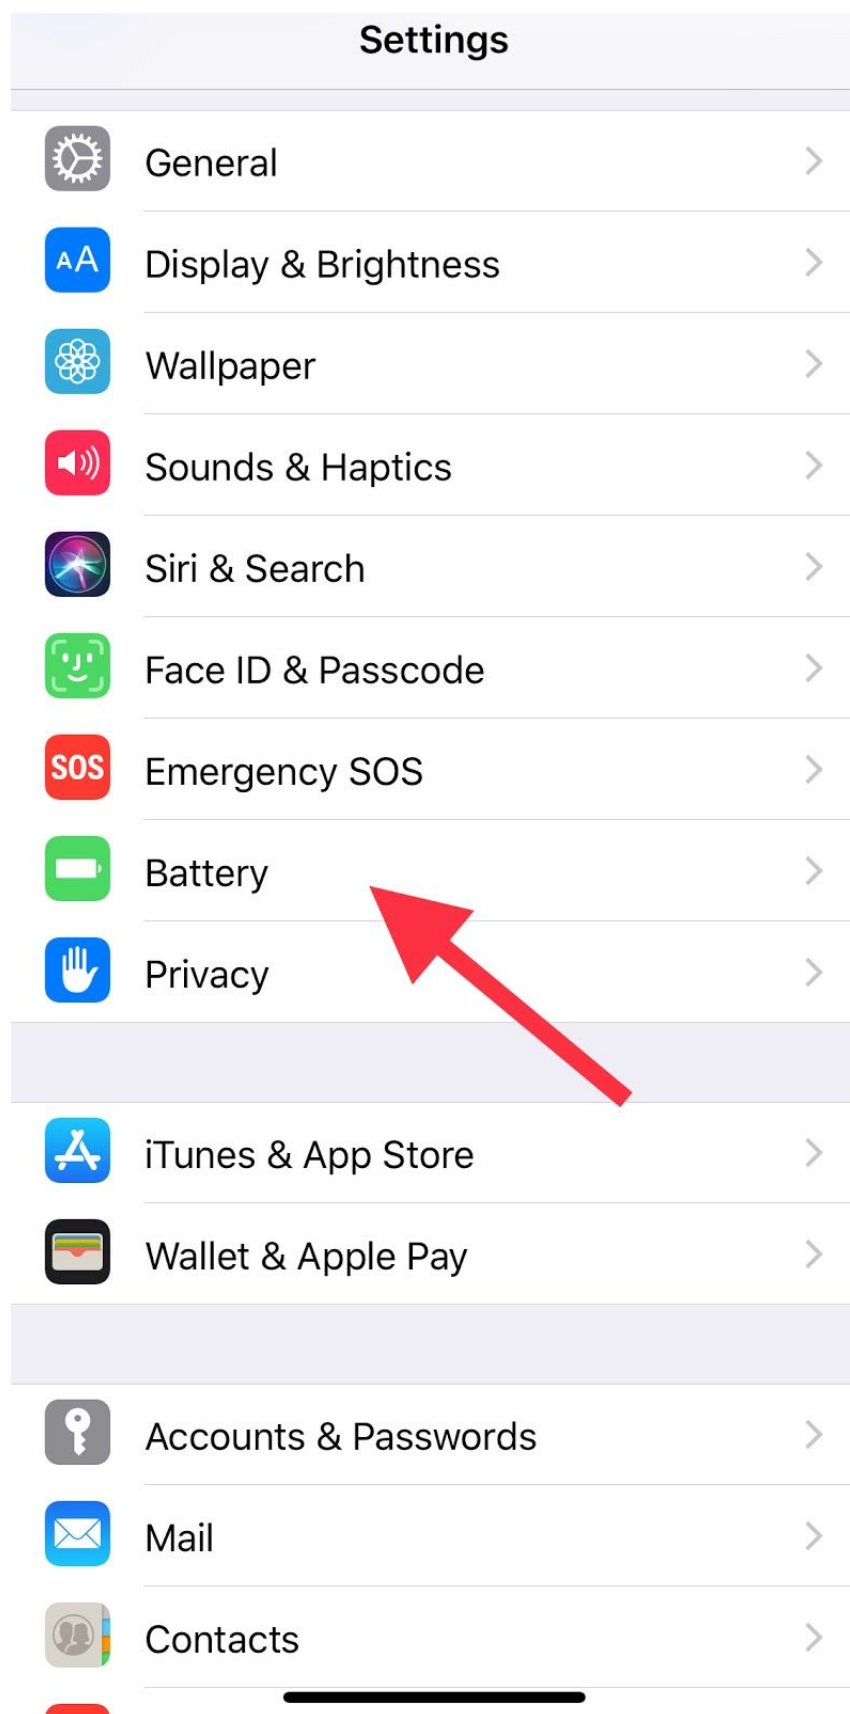 Settings
General
AA
Display & Brightness
Wallpaper
Sounds & Haptics
Siri & Search
Face ID & Passcode
SOS
Emergency SOS
Battery
Privacy
iTunes & App Store
Wallet & Apple Pay
Accounts & Passwords
Mail
Contacts